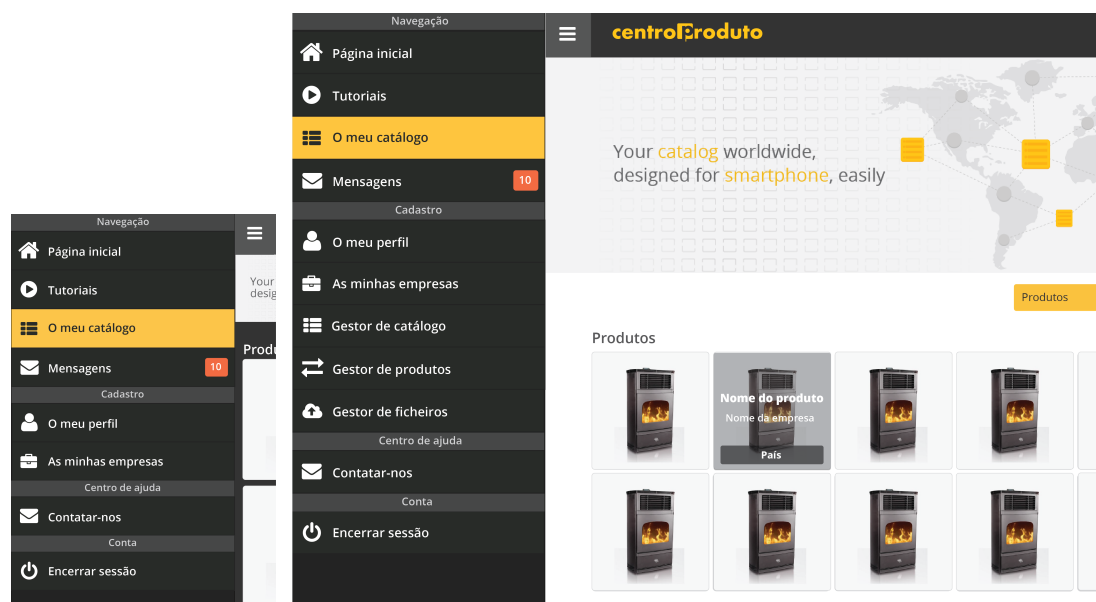 Navegação
Página inicial
Tutoriais
O meu catálogo
Mensagens 10
Cadastro
O meu perfil
As minhas empresas
Centro de ajuda
Contatar-nos
Conta
Encerrar sessão
Your
desig
Produ
Navegação
Página inicial
Tutoriais
O meu catálogo
Mensagens 10
Cadastro
O meu perfil
As minhas empresas
Gestor de catálogo
Gestor de produtos
Gestor de ficheiros
Centro de ajuda
Contatar-nos
Conta
Encerrar sessão
centroProduto
Your catalog worldwide,
designed for smartphone, easily
Produtos
Produtos
Nome do produto
Nome da empresa
País